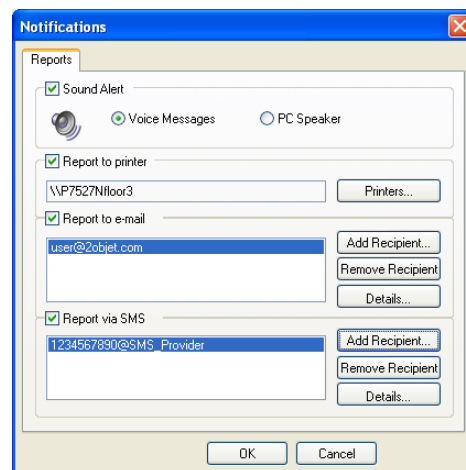 Notifications
Reports
Sound Alert
Voice Messages
PC Speaker
Report to printer
\\P7527Nfloor3
Printers...
Report to e-mail
user@2objet.com
Add Recipient...
Remove Recipient
Details...
Report via SMS
1234567890@SMS_Provider
Add Recipient...
Remove Recipient
Details...
OK
Cancel